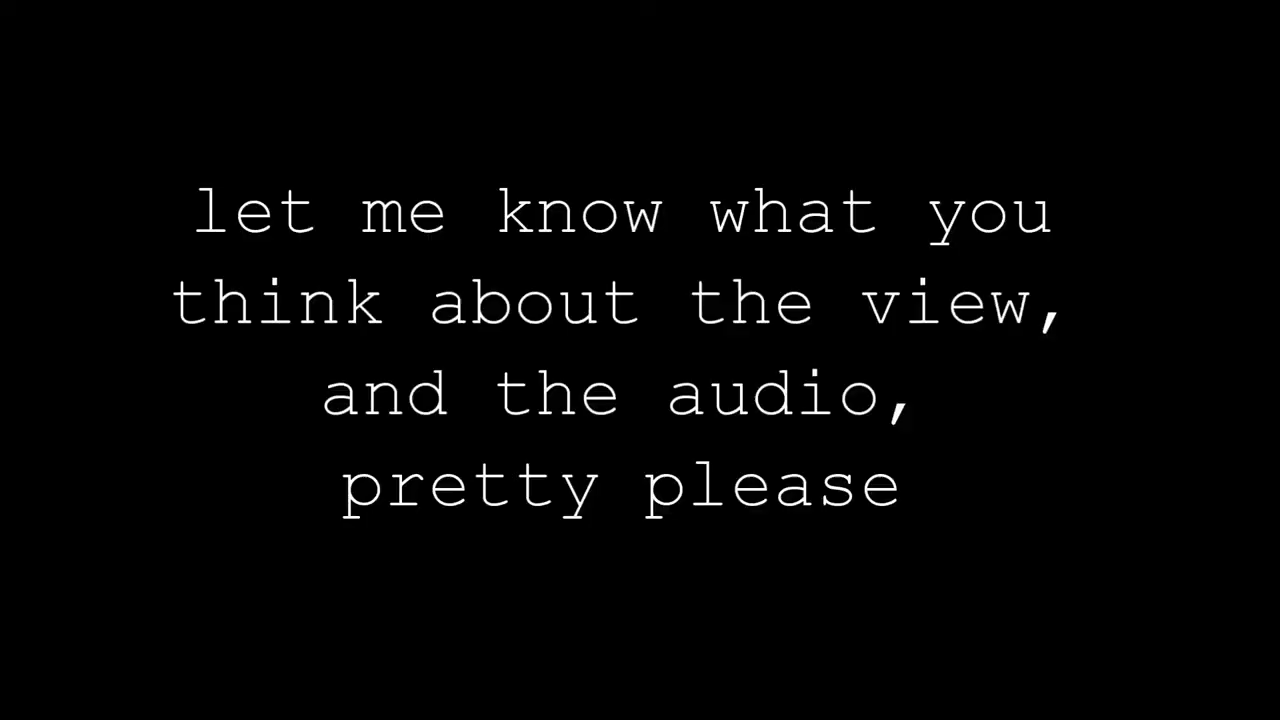 let me know what you
think about the view,
and the audio,
pretty please